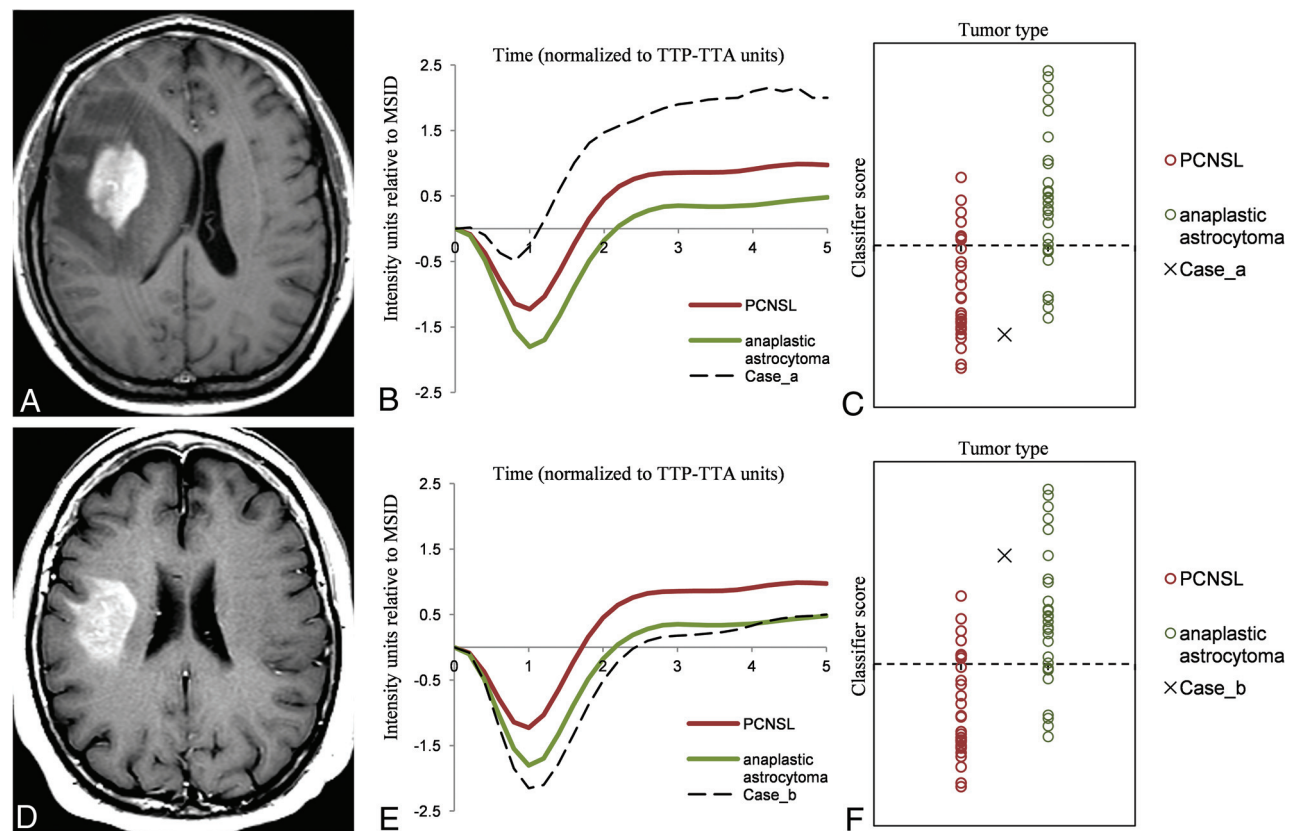 A
Time (normalized to TTP-TTA units)
Intensity units relative to MSID
2.5
1.5
0.5
-0.5
-1.5
-2.5
0
1
2
3
4
5
PCNSL
anaplastic
astrocytoma
Case_a
B
Tumor type
Classifier score
PCNSL
anaplastic
astrocytoma
Case_a
C
D
Time (normalized to TTP-TTA units)
Intensity units relative to MSID
2.5
1.5
0.5
-0.5
-1.5
-2.5
0
1
2
3
4
5
PCNSL
anaplastic
astrocytoma
Case_b
E
Tumor type
Classifier score
PCNSL
anaplastic
astrocytoma
Case_b
F